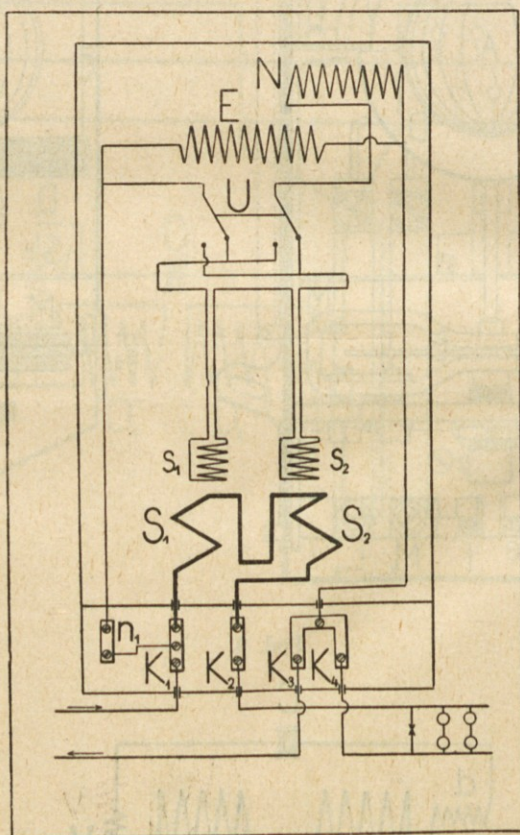 N
E
U
S₁ S₂
S₁ S₂
n₁
K₁ K₂ K₃ K₄